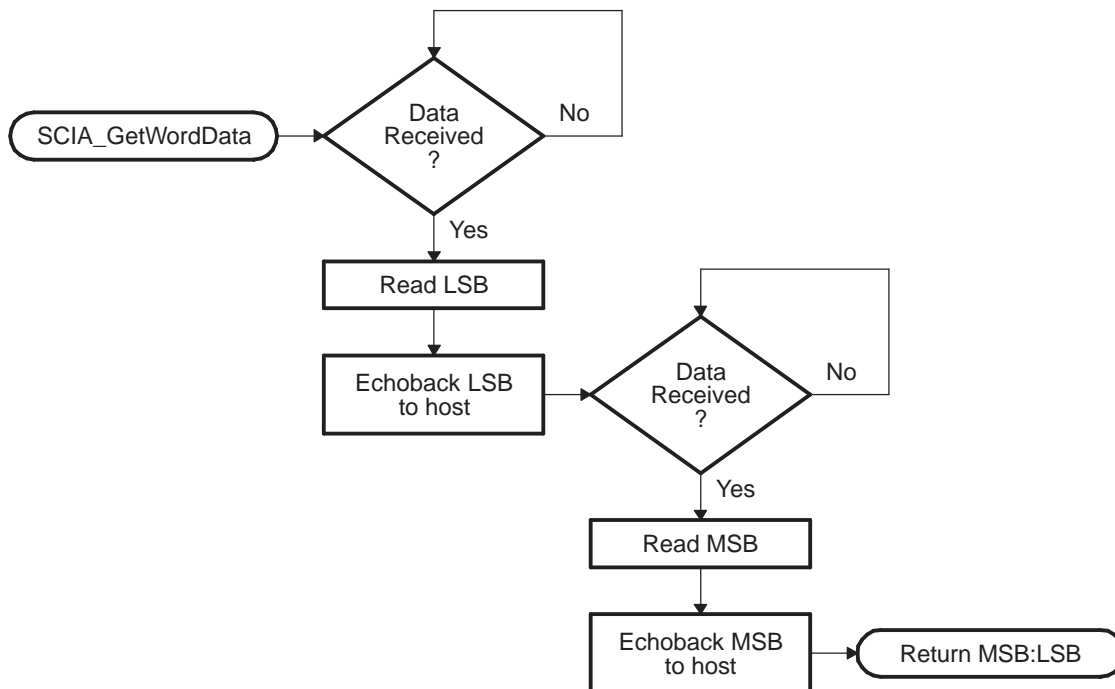 SCIA_GetWordData
Data
Received
?
No
Yes
Read LSB
Echoback LSB
to host
Data
Received
?
No
Yes
Read MSB
Echoback MSB
to host
Return MSB:LSB